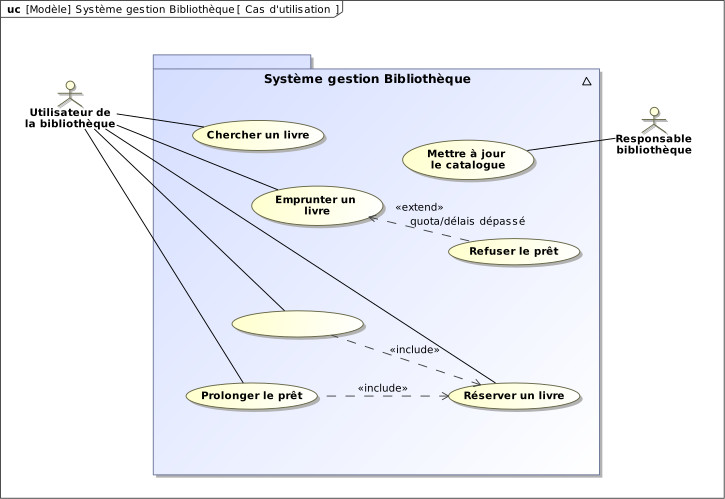 uc [Modèle] Système gestion Bibliothèque[ Cas d'utilisation ]
Système gestion Bibliothèque
Utilisateur de
la bibliothèque
Chercher un livre
Responsable
bibliothèque
Mettre à jour
le catalogue
Emprunter un
livre
«extend»
quota/délais dépassé
Refuser le prêt
«include»
«include»
Prolonger le prêt
Réserver un livre